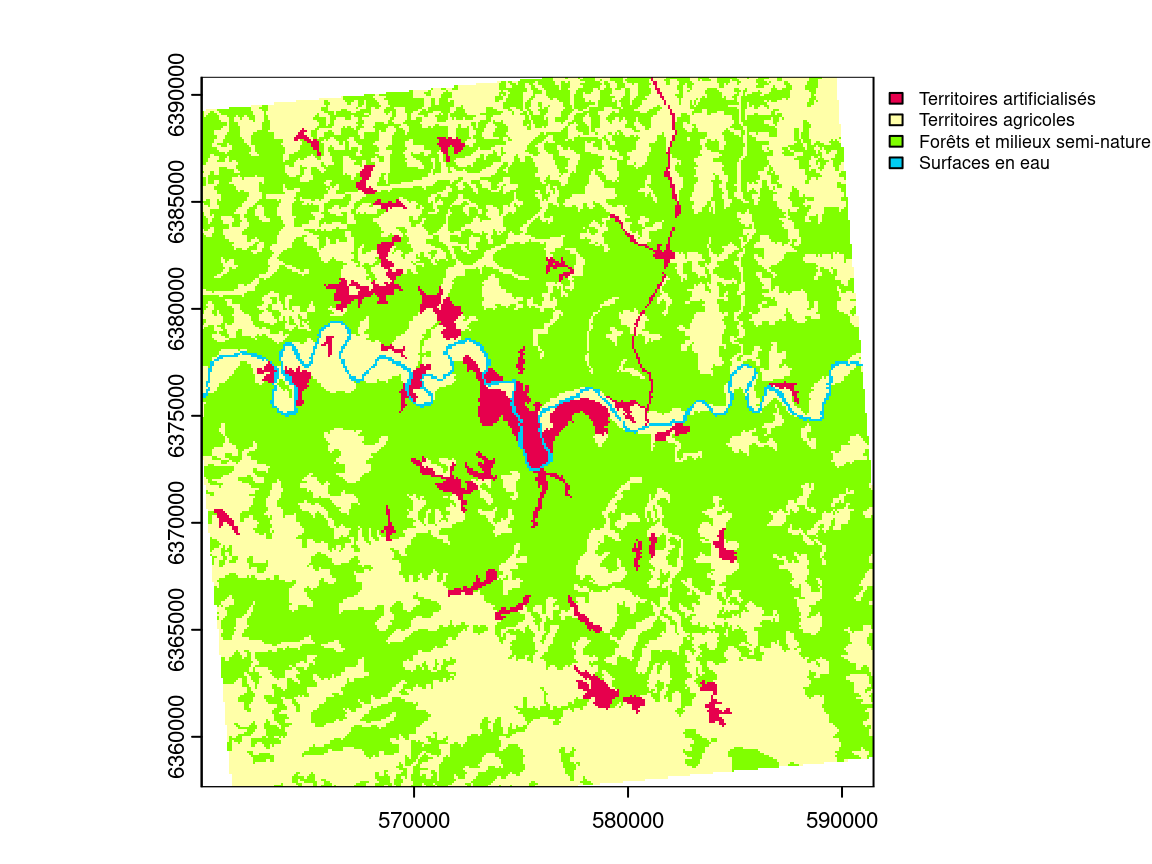 Territoires artificialisés
Territoires agricoles
Forêts et milieux semi-nature
Surfaces en eau
6390000
6385000
6380000
6375000
6370000
6365000
6360000
570000 580000 590000